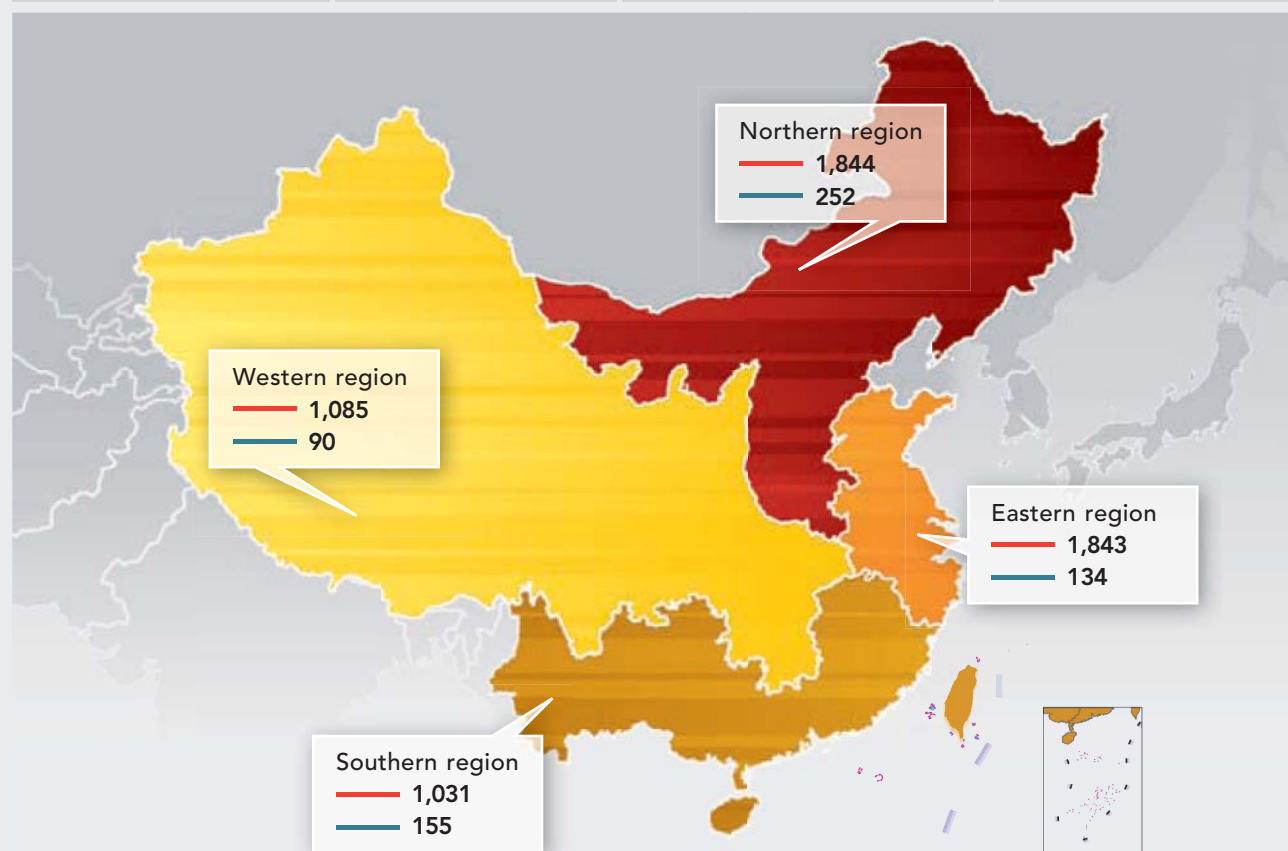 Northern region
1,844
252
Western region
1,085
90
Eastern region
1,843
134
Southern region
1,031
155